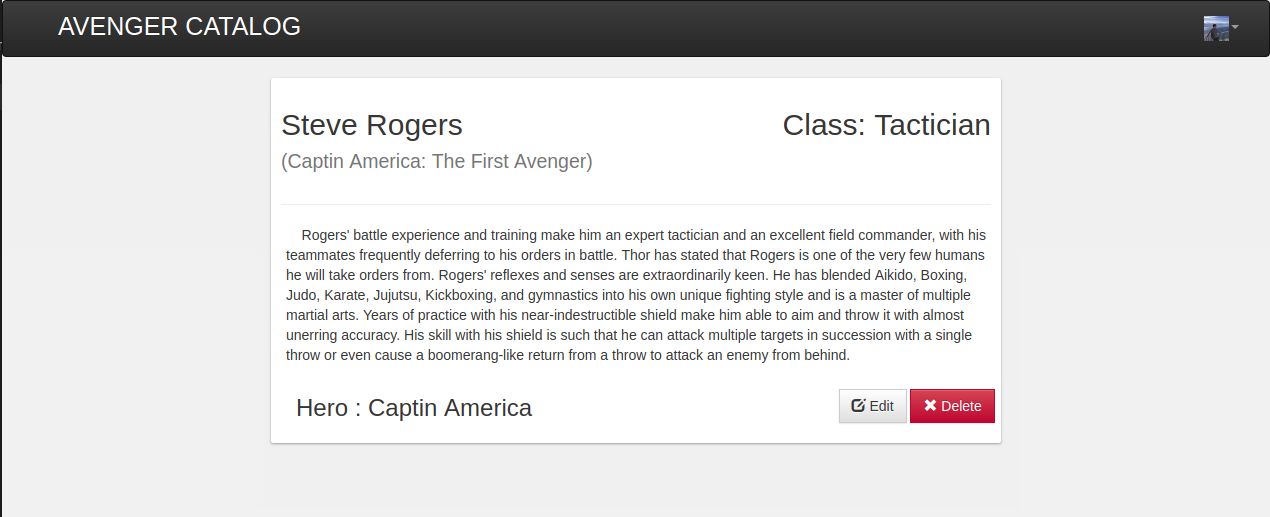 AVENGER CATALOG
Steve Rogers
Class: Tactician
(Captin America: The First Avenger)
Rogers' battle experience and training make him an expert tactician and an excellent field commander, with his
teammates frequently deferring to his orders in battle. Thor has stated that Rogers is one of the very few humans
he will take orders from. Rogers' reflexes and senses are extraordinarily keen. He has blended Aikido, Boxing,
Judo, Karate, Jujutsu, Kickboxing, and gymnastics into his own unique fighting style and is a master of multiple
martial arts. Years of practice with his near-indestructible shield make him able to aim and throw it with almost
unerring accuracy. His skill with his shield is such that he can attack multiple targets in succession with a single
throw or even cause a boomerang-like return from a throw to attack an enemy from behind.
Hero : Captin America
Edit
Delete